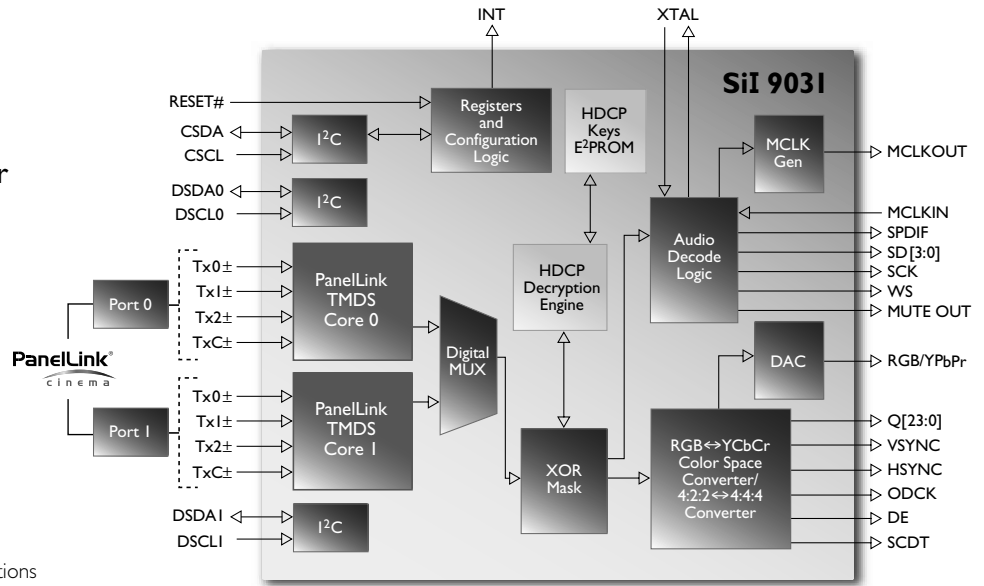 INT
XTAL
SiI 9031
RESET#
CSDA
CSCL
I²C
Registers
and
Configuration
Logic
HDCP
Keys
E²PROM
MCLK
Gen
MCLKOUT
r
DSDA0
DSCL0
I²C
MCLKIN
SPDIF
SD[3:0]
SCK
WS
MUTE OUT
Audio
Decode
Logic
Port 0
Tx0±
Tx1±
Tx2±
TxC±
PanelLink
TMDS
Core 0
HDCP
Decryption
Engine
Digital
MUX
DAC
RGB/YPbPr
PanelLink®
cinema
Port 1
Tx0±
Tx1±
Tx2±
TxC±
PanelLink
TMDS
Core 1
XOR
Mask
RGB⇔YCbCr
Color Space
Converter/
4:2:2⇔4:4:4
Converter
Q[23:0]
VSYNC
HSYNC
ODCK
DE
SCDT
DSDA1
DSCL1
I²C
tions